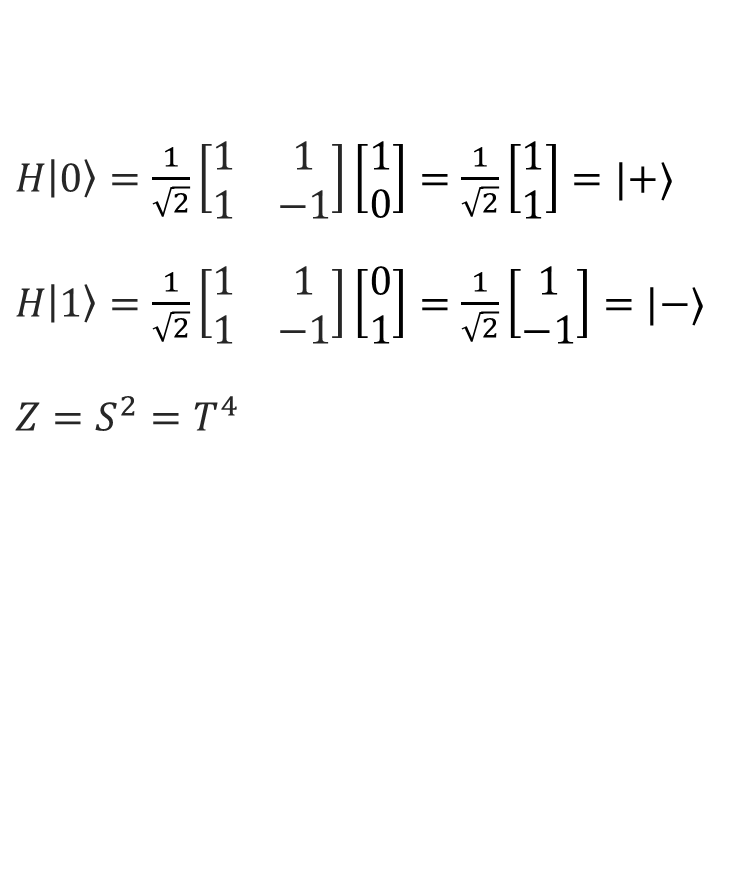 H|0⟩ = 1/√2 [1 1; 1 −1] [1; 0] = 1/√2 [1; 1] = |+⟩
H|1⟩ = 1/√2 [1 1; 1 −1] [0; 1] = 1/√2 [1; −1] = |−⟩
Z = S² = T⁴